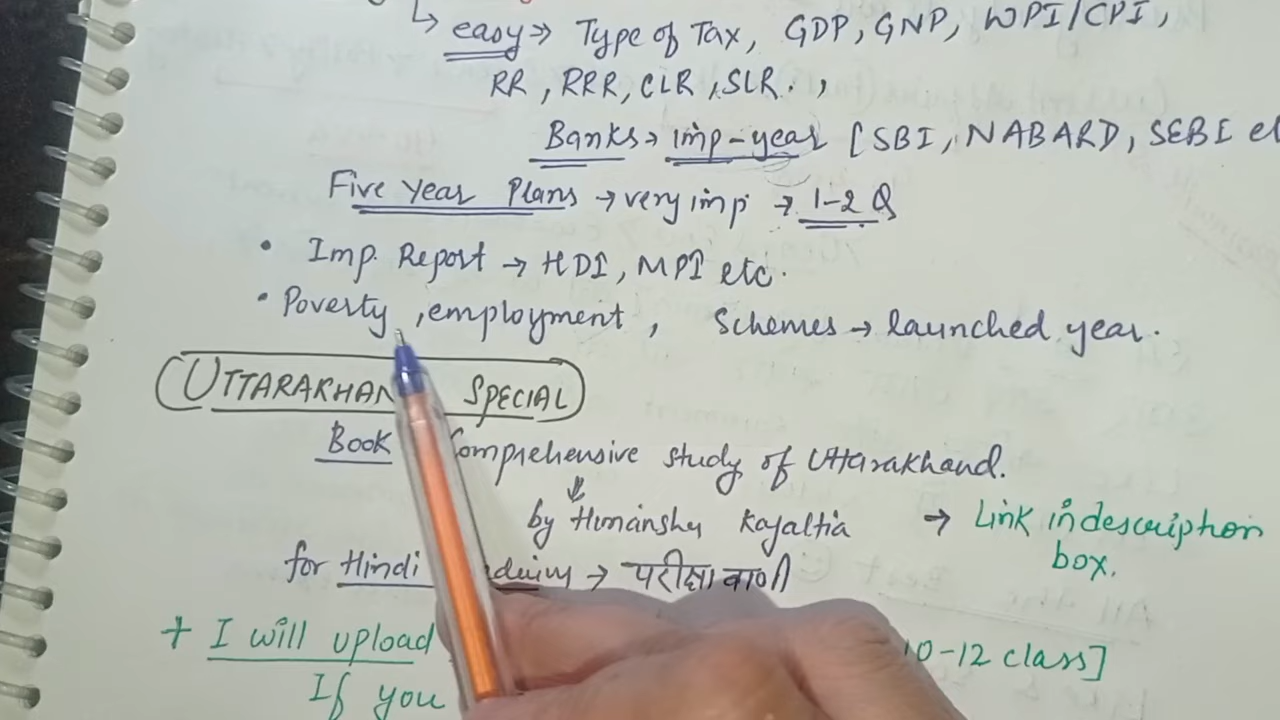 ↳ easy ⇒ Type of Tax, GDP, GNP, WPI/CPI,
RR, RRR, CLR, SLR.,
Banks → imp-year [SBI, NABARD, SEBI
Five Year Plans → very imp → 1-2 Q
• Imp. Report → HDI, MPI etc.
• Poverty, employment, Schemes → launched year.
UTTARAKHAN SPECIAL
Book Comprehensive study of Uttarakhand.
by Himanshu Kafaltia → Link in description
box.
for Hindi → परीक्षा वाणी
+ I will upload 10-12 class]
If you